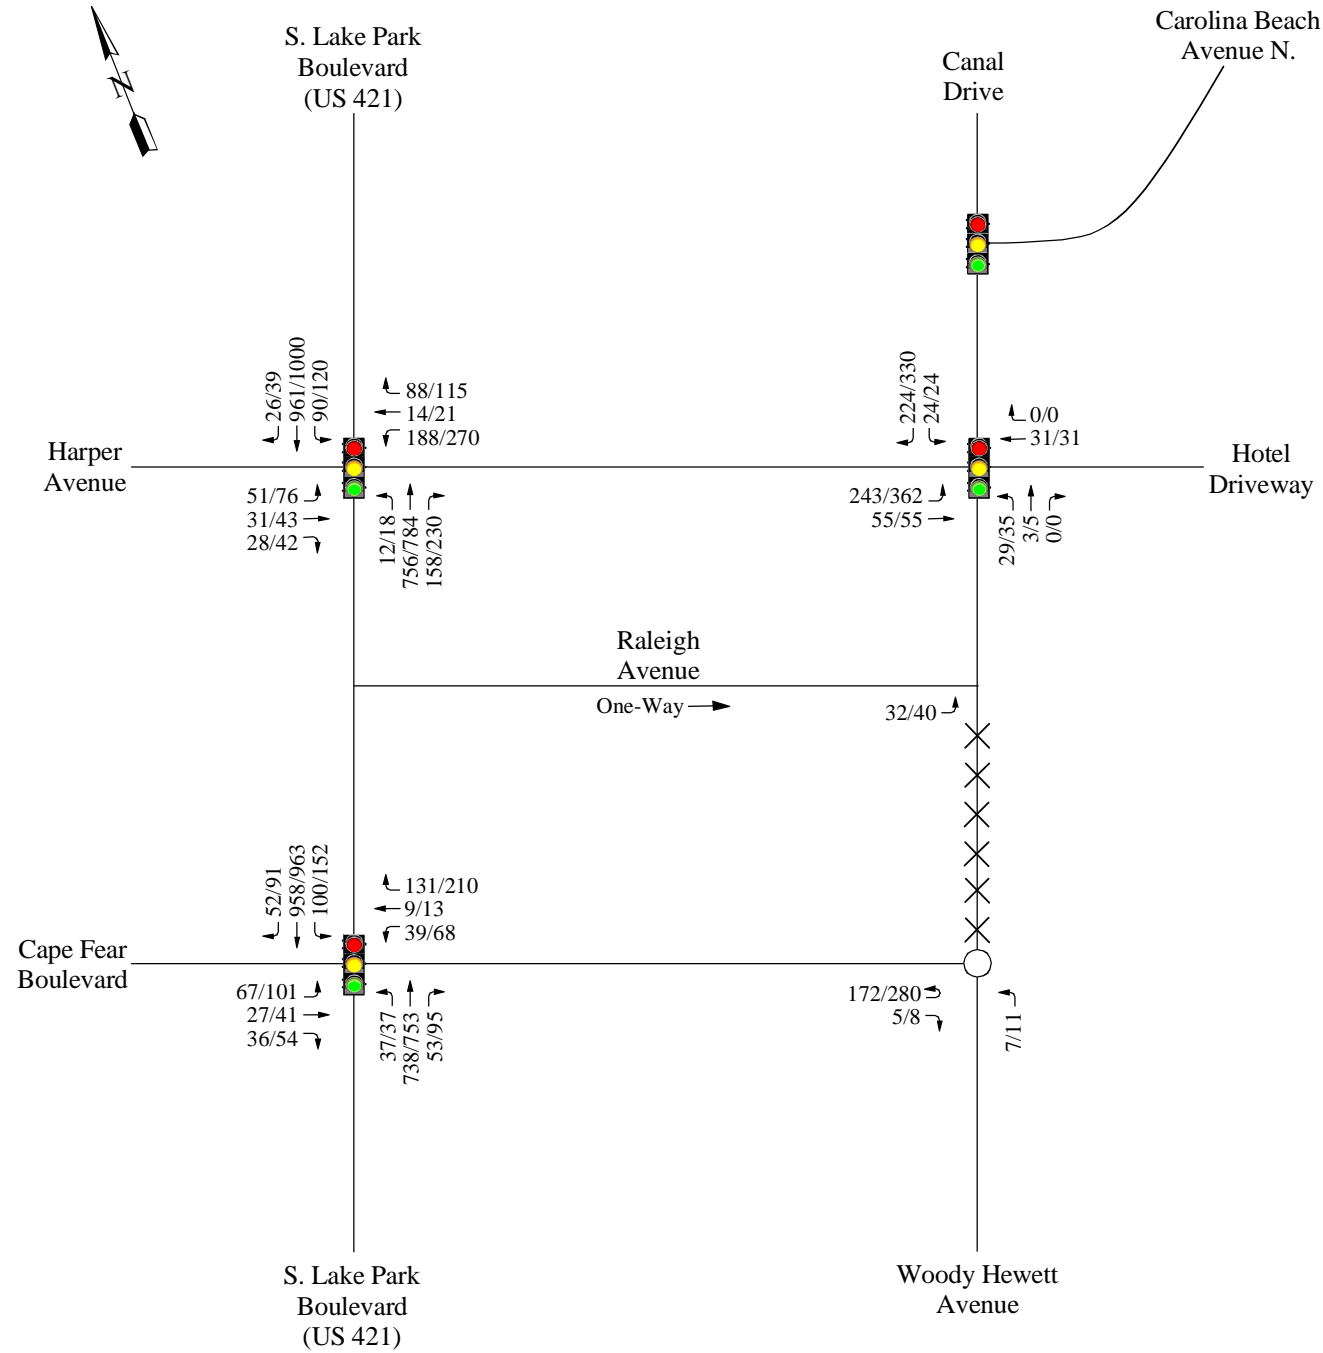 Carolina Beach
Avenue N.
S. Lake Park
Boulevard
(US 421)
Canal
Drive
N
26/39
961/1000
90/120
88/115
14/21
188/270
224/330
24/24
0/0
31/31
Harper
Avenue
Hotel
Driveway
51/76
31/43
28/42
12/18
756/784
158/230
243/362
55/55
29/35
3/5
0/0
Raleigh
Avenue
One-Way
32/40
52/91
958/963
100/152
131/210
9/13
39/68
Cape Fear
Boulevard
67/101
27/41
36/54
37/37
738/753
53/95
172/280
5/8
7/11
S. Lake Park
Boulevard
(US 421)
Woody Hewett
Avenue